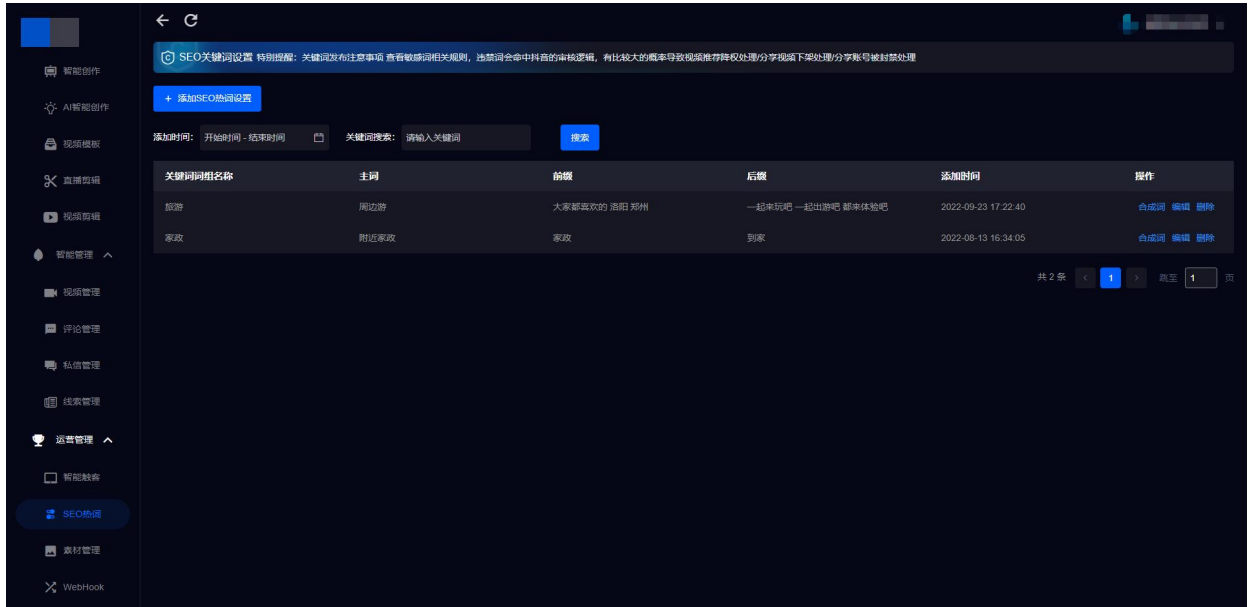 SEO关键词设置 特别提醒：关键词发布注意事项 查看敏感词相关规则，违禁词会命中抖音的审核逻辑，有比较大的概率导致视频推荐降权处理/分享视频下架处理/分享账号被封禁处理
+ 添加SEO热词设置
添加时间： 开始时间 - 结束时间 关键词搜索： 请输入关键词 搜索
关键词词组名称 主词 前缀 后缀 添加时间 操作
旅游 周边游 大家都喜欢的 洛阳 郑州 一起来玩吧 一起出游吧 都来体验吧 2022-09-23 17:22:40 合成词 编辑 删除
家政 附近家政 家政 到家 2022-08-13 16:34:05 合成词 编辑 删除
共 2 条 < 1 > 跳至 1 页
智能创作
AI智能创作
视频模板
直播剪辑
视频剪辑
智能管理
视频管理
评论管理
私信管理
线索管理
运营管理
智能触客
SEO热词
素材管理
WebHook